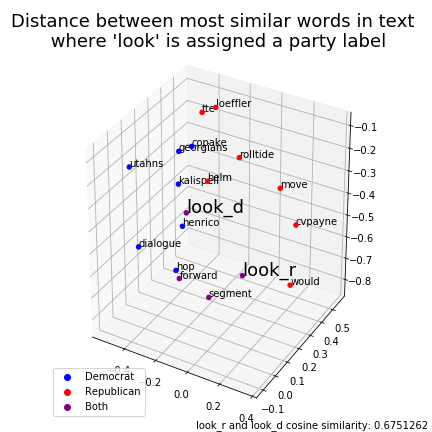 Distance between most similar words in text
where 'look' is assigned a party label
tte
loeffler
copake
georgians
rolltide
utahns
kalispell
helm
move
look_d
henrico
cvpayne
dialogue
hop
forward
look_r
would
segment
−0.1
−0.2
−0.3
−0.4
−0.5
−0.6
−0.7
−0.8
−0.4
−0.2
0.0
0.2
0.4
−0.1
0.0
0.1
0.2
0.3
0.4
0.5
Democrat
Republican
Both
look_r and look_d cosine similarity: 0.6751262